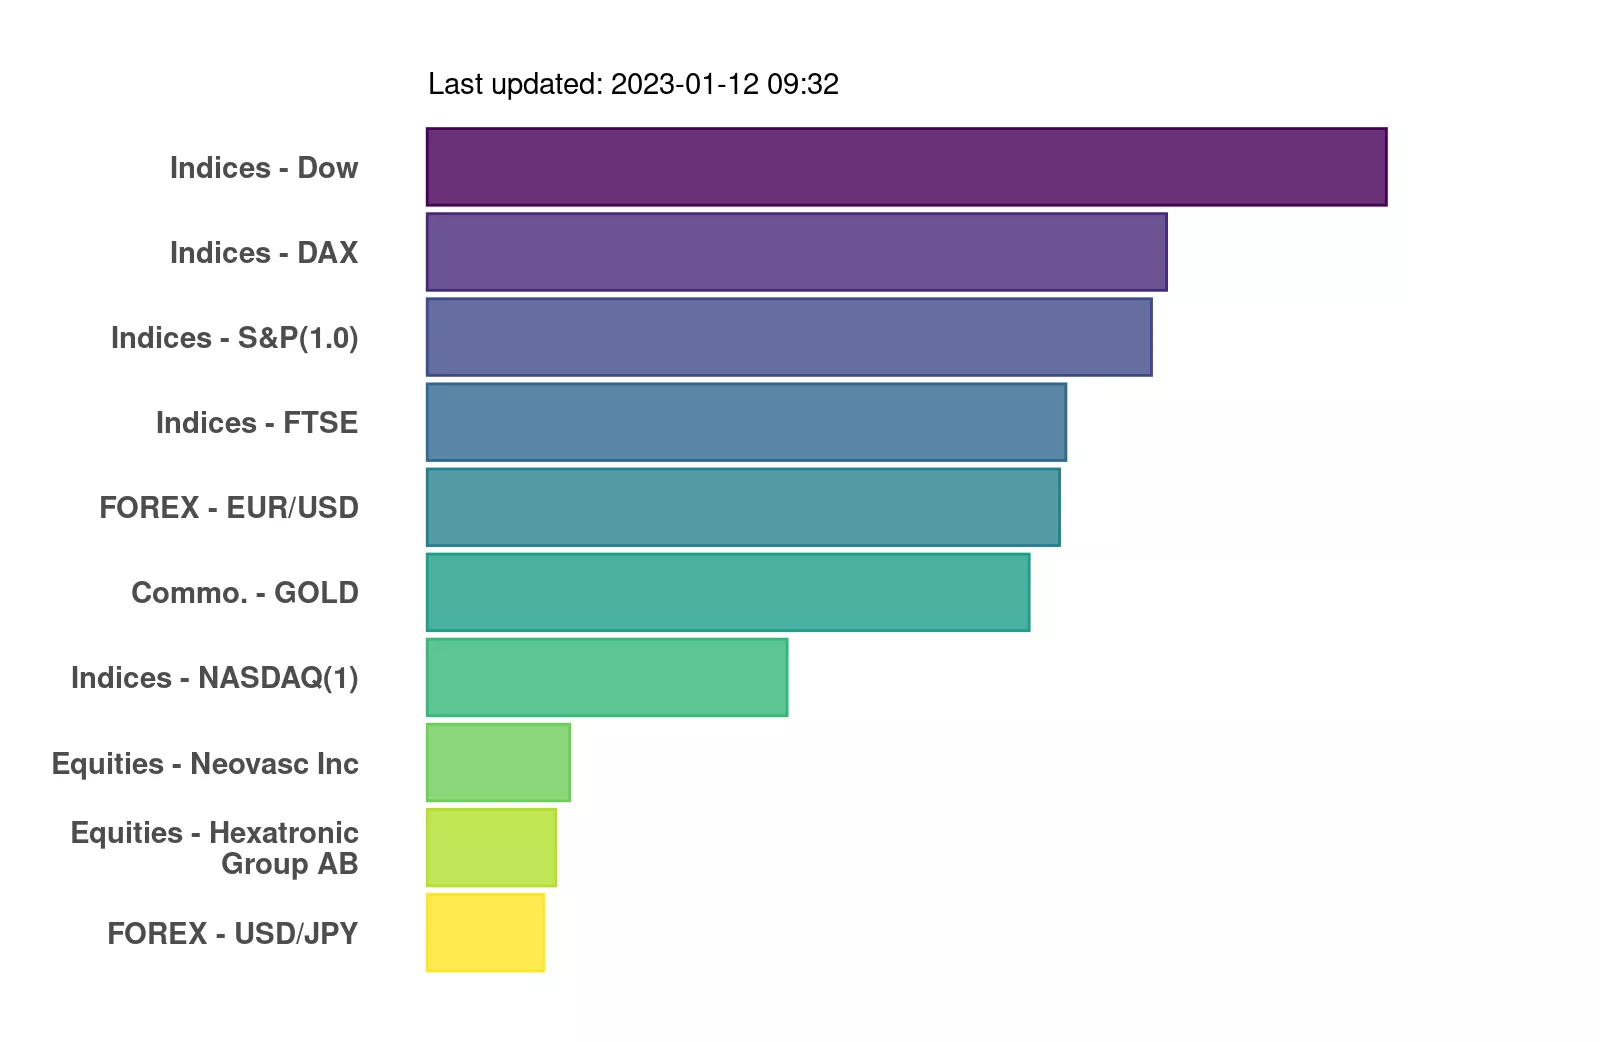 Last updated: 2023-01-12 09:32
Indices - Dow
Indices - DAX
Indices - S&P(1.0)
Indices - FTSE
FOREX - EUR/USD
Commo. - GOLD
Indices - NASDAQ(1)
Equities - Neovasc Inc
Equities - Hexatronic
Group AB
FOREX - USD/JPY